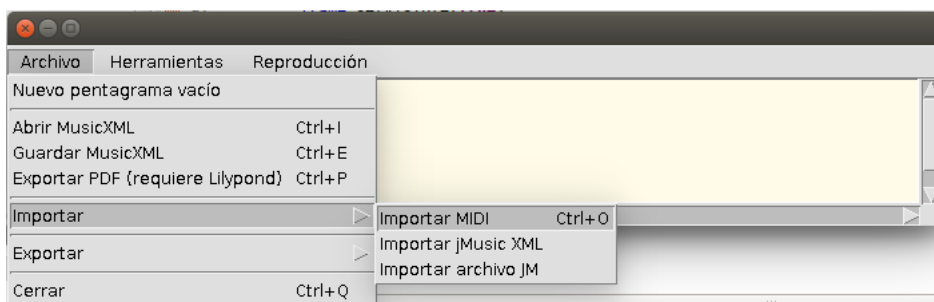 Archivo Herramientas Reproducción
Nuevo pentagrama vacío
Abrir MusicXML Ctrl+I
Guardar MusicXML Ctrl+E
Exportar PDF (requiere Lilypond) Ctrl+P
Importar
Importar MIDI Ctrl+O
Importar jMusic XML
Importar archivo JM
Exportar
Cerrar Ctrl+Q